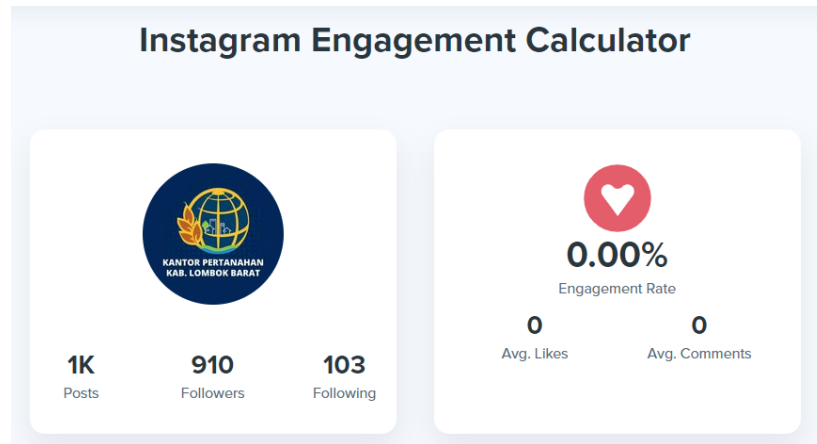 Instagram Engagement Calculator
KANTOR PERTANAHAN
KAB. LOMBOK BARAT
1K 910 103
Posts Followers Following
0.00%
Engagement Rate
0 0
Avg. Likes Avg. Comments